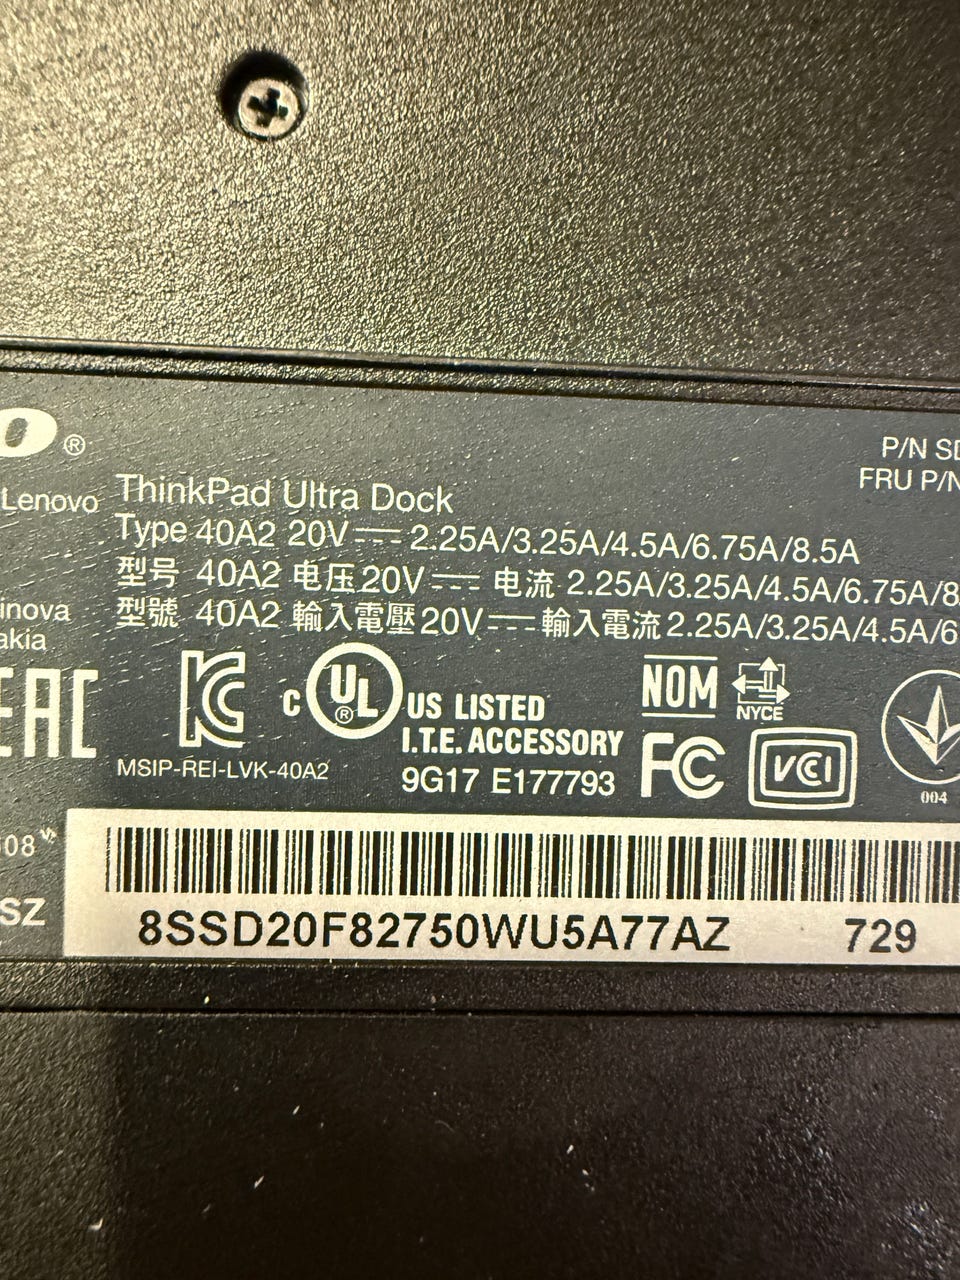 ®
Lenovo
ThinkPad Ultra Dock
Type 40A2 20V⎓2.25A/3.25A/4.5A/6.75A/8.5A
型号 40A2 电压20V⎓电流 2.25A/3.25A/4.5A/6.75A/8
型號 40A2 輸入電壓20V⎓輸入電流2.25A/3.25A/4.5A/6
P/N SD
FRU P/N
inova
akia
EAC
KC
MSIP-REI-LVK-40A2
C UL® US LISTED
I.T.E. ACCESSORY
9G17 E177793
NOM
NYCE
FC
VCCI
004
08
SZ
8SSD20F82750WU5A77AZ 729